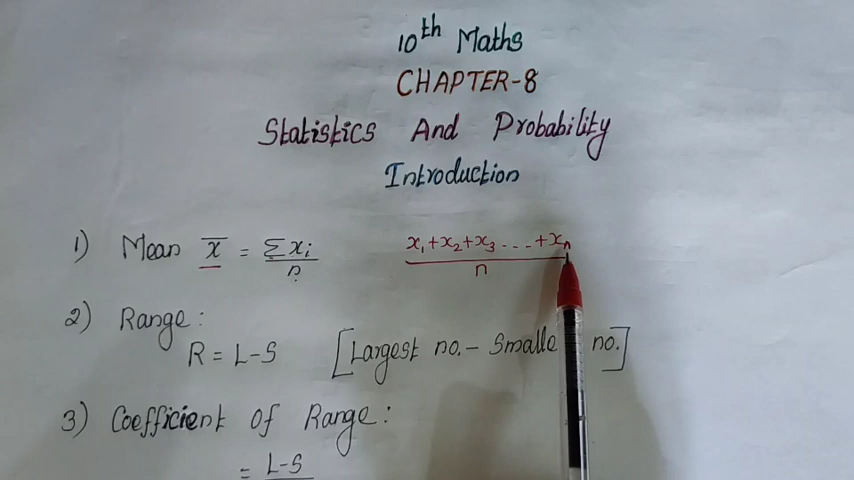 10th Maths
CHAPTER-8
Statistics And Probability
Introduction
1) Mean x̅ = Σxi/n    x1+x2+x3...+xn/n
2) Range:
R = L-S [Largest no. - Smalle no.]
3) Coefficient Of Range:
= L-S